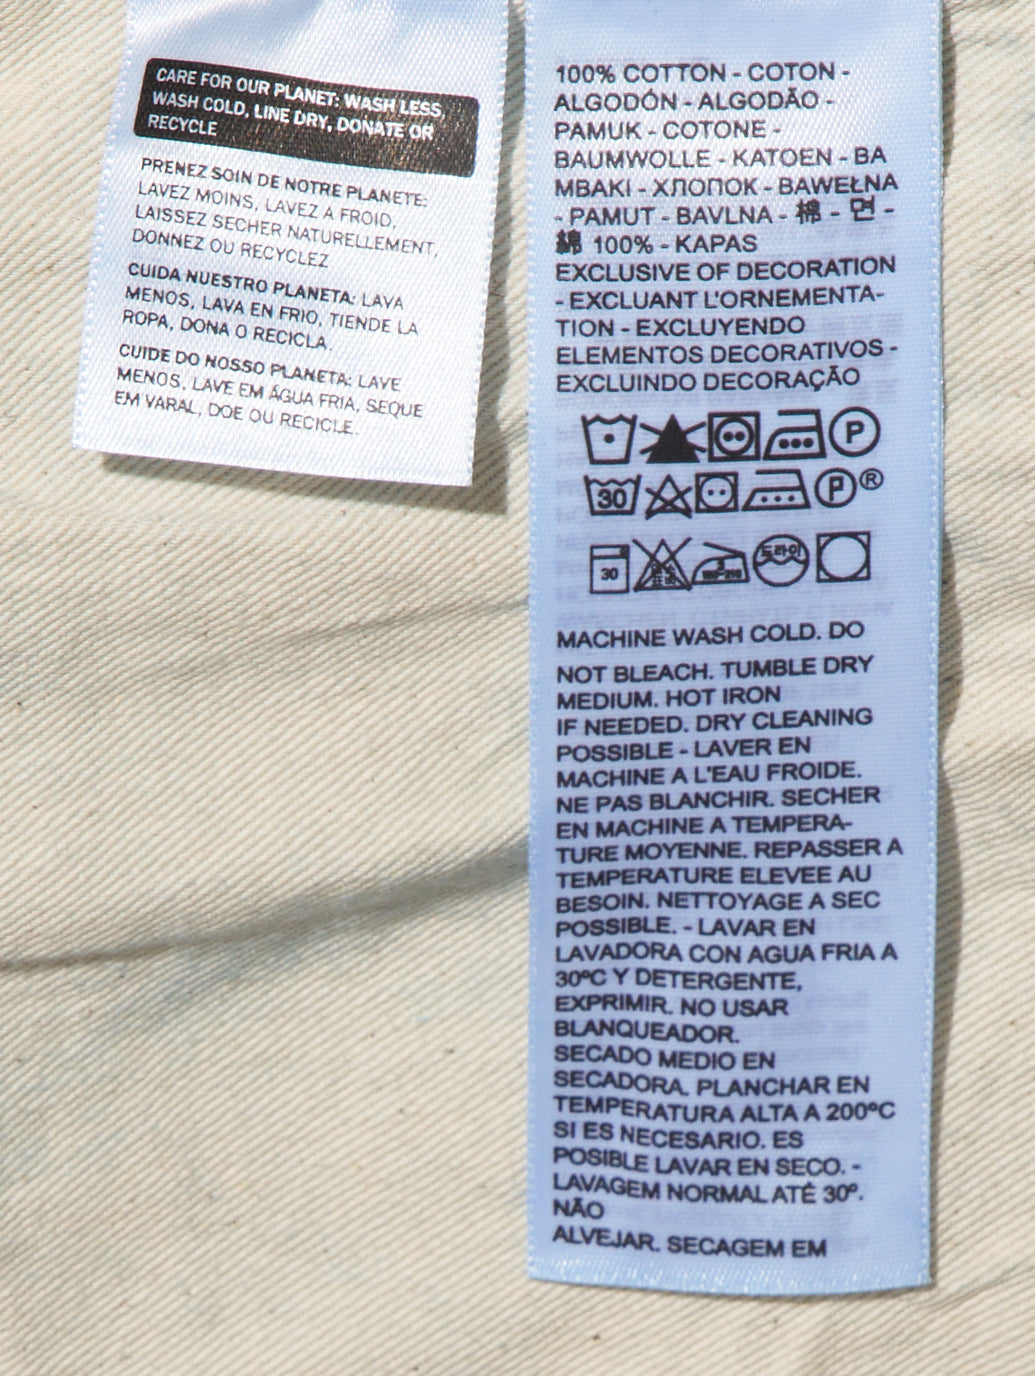 CARE FOR OUR PLANET: WASH LESS,
WASH COLD, LINE DRY, DONATE OR
RECYCLE
PRENEZ SOIN DE NOTRE PLANETE:
LAVEZ MOINS, LAVEZ A FROID,
LAISSEZ SECHER NATURELLEMENT,
DONNEZ OU RECYCLEZ
CUIDA NUESTRO PLANETA: LAVA
MENOS, LAVA EN FRIO, TIENDE LA
ROPA, DONA O RECICLA.
CUIDE DO NOSSO PLANETA: LAVE
MENOS, LAVE EM ÁGUA FRIA, SEQUE
EM VARAL, DOE OU RECICLE.
100% COTTON - COTON -
ALGODÓN - ALGODÃO -
PAMUK - COTONE -
BAUMWOLLE - KATOEN - BA
MBAKI - ХЛОПОК - BAWEŁNA
- PAMUT - BAVLNA - 棉 - 면 -
綿 100% - KAPAS
EXCLUSIVE OF DECORATION
- EXCLUANT L'ORNEMENTA-
TION - EXCLUYENDO
ELEMENTOS DECORATIVOS -
EXCLUINDO DECORAÇÃO
P
30 P®
30 드라이
MACHINE WASH COLD. DO
NOT BLEACH. TUMBLE DRY
MEDIUM. HOT IRON
IF NEEDED. DRY CLEANING
POSSIBLE - LAVER EN
MACHINE A L'EAU FROIDE.
NE PAS BLANCHIR. SECHER
EN MACHINE A TEMPERA-
TURE MOYENNE. REPASSER A
TEMPERATURE ELEVEE AU
BESOIN. NETTOYAGE A SEC
POSSIBLE. - LAVAR EN
LAVADORA CON AGUA FRIA A
30ºC Y DETERGENTE,
EXPRIMIR. NO USAR
BLANQUEADOR.
SECADO MEDIO EN
SECADORA. PLANCHAR EN
TEMPERATURA ALTA A 200ºC
SI ES NECESARIO. ES
POSIBLE LAVAR EN SECO. -
LAVAGEM NORMAL ATÉ 30º.
NÃO
ALVEJAR. SECAGEM EM